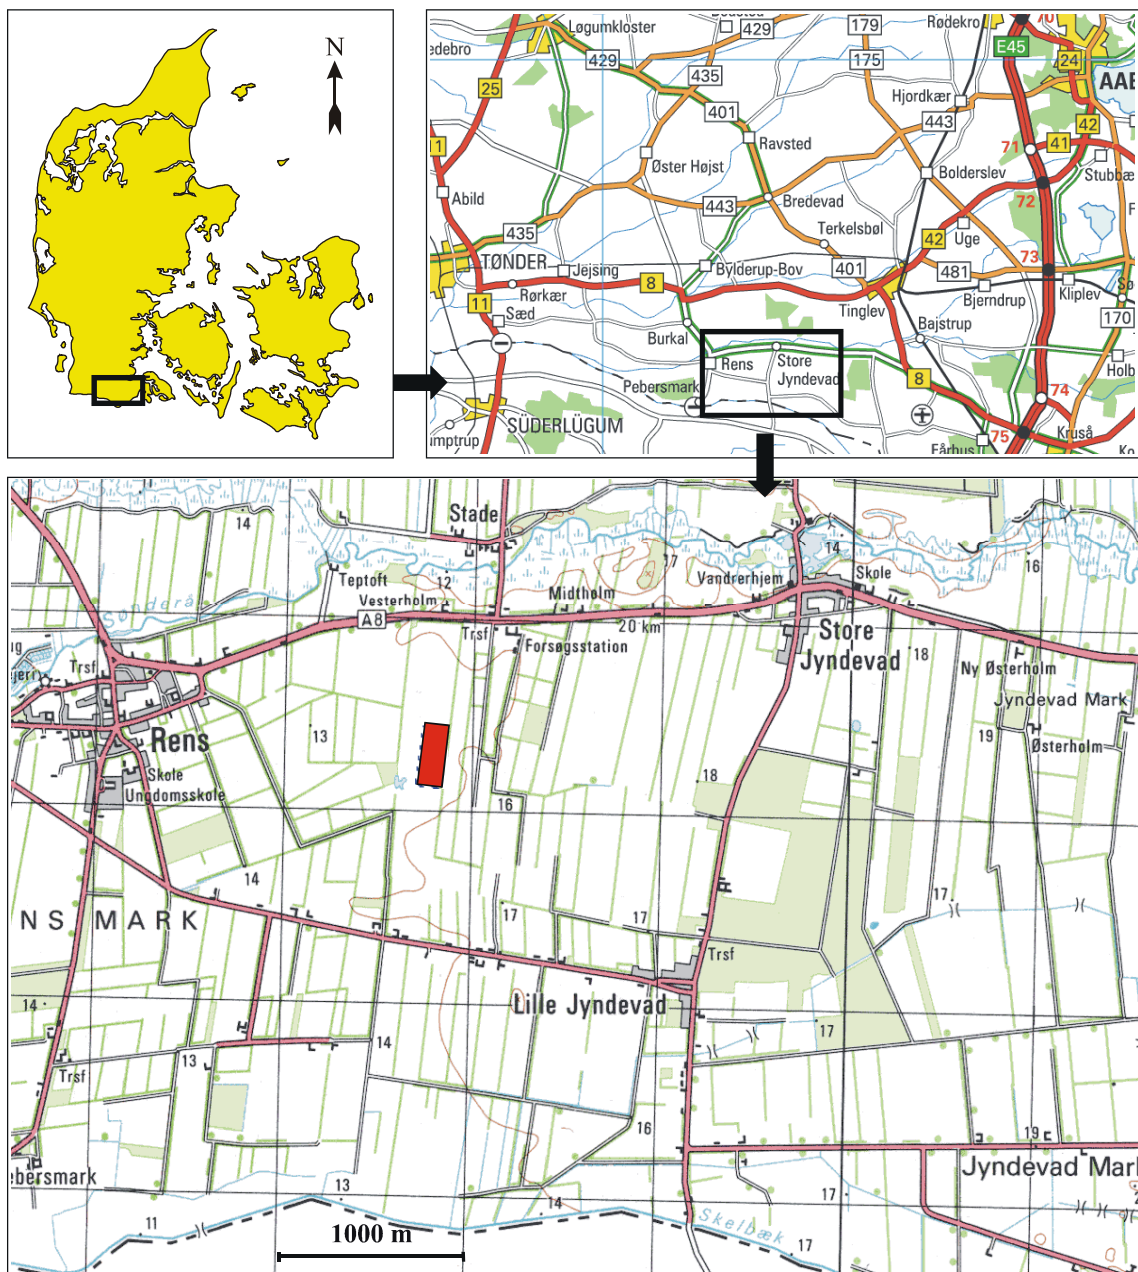 N
Løgumkloster
429
179
Rødekro
70
E45
24
429
435
175
25
Hjordkær
AAB
401
443
42
Ravsted
71
41
11
Øster Højst
Bolderslev
Stubbæ
Abild
72
443
Bredevad
Terkelsbøl
435
42
Uge
TØNDER
73
Jejsing
Bylderup-Bov
401
481
8
Kliplev
Rørkær
Bjerndrup
11
Tinglev
170
Sæd
Bajstrup
Burkal
Store
Jyndevad
Rens
Holb
Pebersmark
8
74
SÜDERLÜGUM
75
Kruså
Fårhus
Ko
14
Stade
14
17
16
Teptoft
12
Vandrerhjem
Skole
Vesterholm
Midtholm
Sønderå
A8
20 km
Trsf
Forsøgsstation
Store
Jyndevad
18
Trsf
Ny Østerholm
Jyndevad Mark
13
19
Østerholm
Rens
Skole
Ungdomsskole
18
16
14
17
17
17
NS MARK
Trsf
14
Lille Jyndevad
17
14
13
Trsf
16
19
ebersmark
Jyndevad Mark
13
17
14
11
1000 m
Skelbæk
17